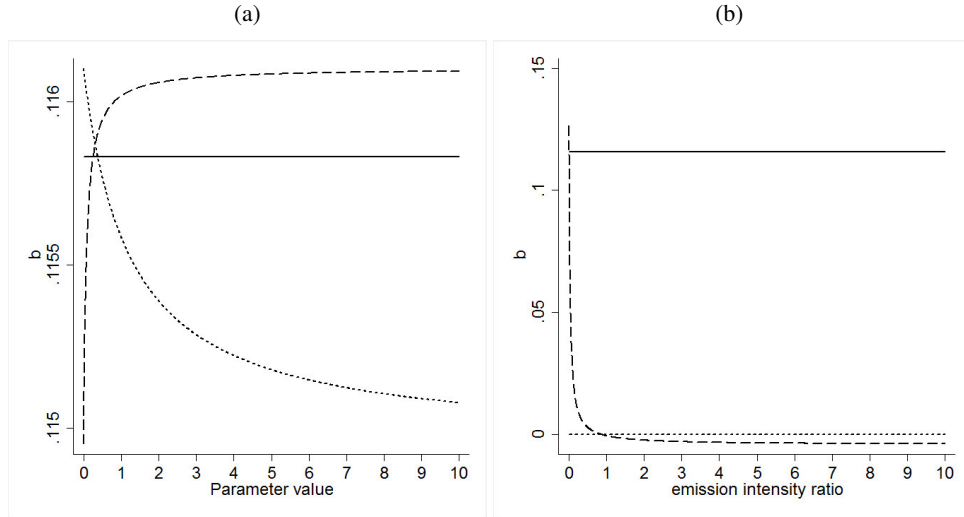 (a)
(b)
.116
.1155
.115
b
0 1 2 3 4 5 6 7 8 9 10
Parameter value
.15
.1
.05
0
b
0 1 2 3 4 5 6 7 8 9 10
emission intensity ratio